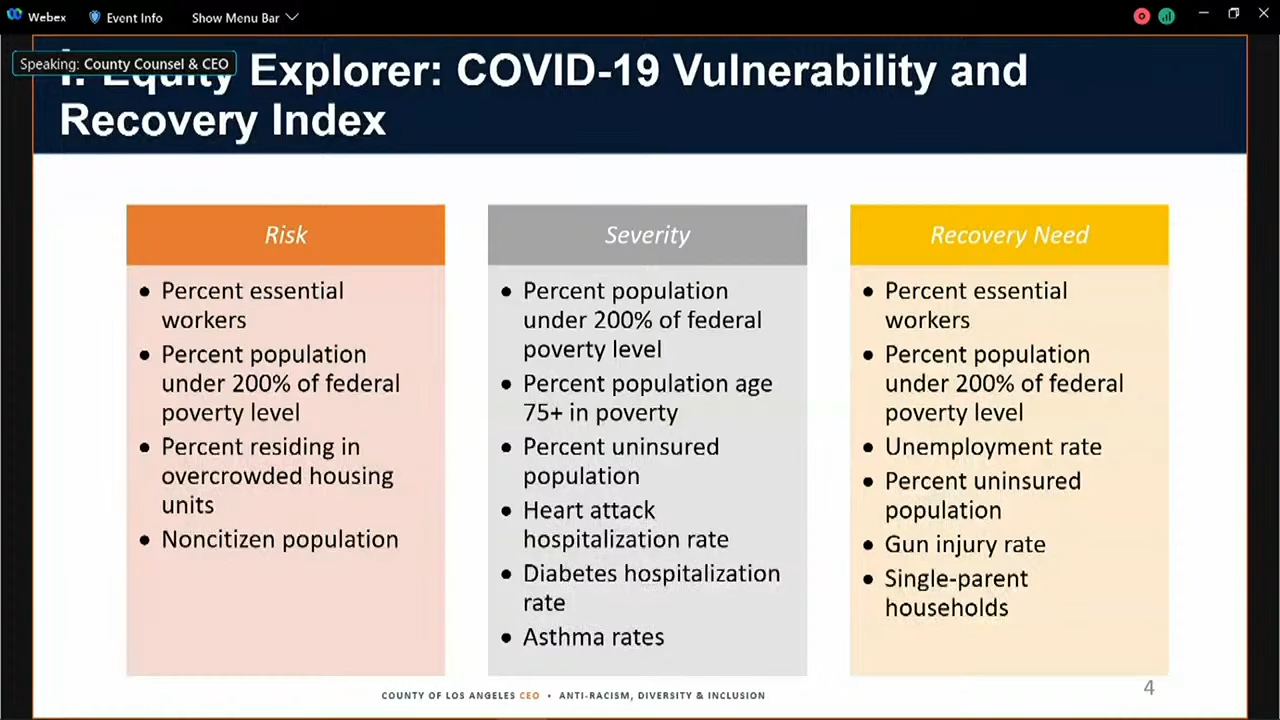 Webex
Event Info
Show Menu Bar
Speaking: County Counsel & CEO
I. Equity Explorer: COVID-19 Vulnerability and
Recovery Index
Risk
• Percent essential
workers
• Percent population
under 200% of federal
poverty level
• Percent residing in
overcrowded housing
units
• Noncitizen population
Severity
• Percent population
under 200% of federal
poverty level
• Percent population age
75+ in poverty
• Percent uninsured
population
• Heart attack
hospitalization rate
• Diabetes hospitalization
rate
• Asthma rates
Recovery Need
• Percent essential
workers
• Percent population
under 200% of federal
poverty level
• Unemployment rate
• Percent uninsured
population
• Gun injury rate
• Single-parent
households
COUNTY OF LOS ANGELES CEO • ANTI-RACISM, DIVERSITY & INCLUSION
4